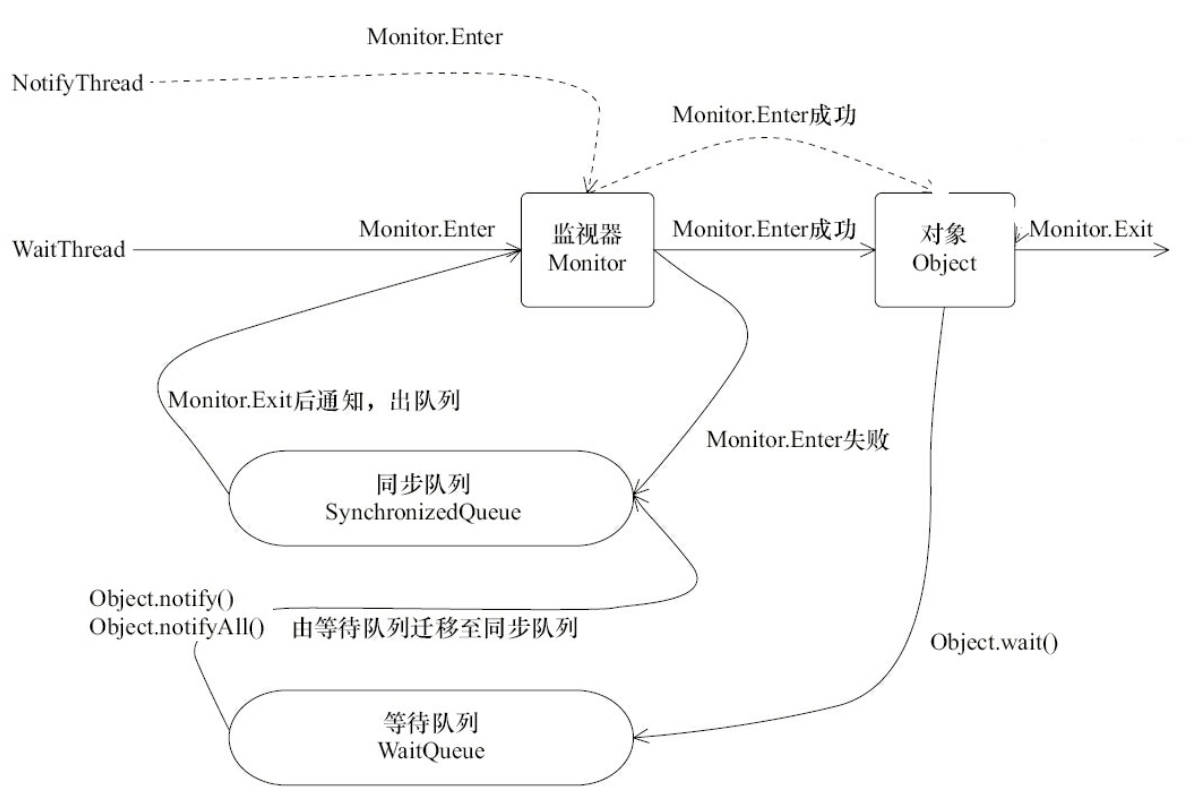 Monitor.Enter
NotifyThread
Monitor.Enter成功
Monitor.Enter
WaitThread
监视器
Monitor
Monitor.Enter成功
对象
Object
Monitor.Exit
Monitor.Exit后通知，出队列
Monitor.Enter失败
同步队列
SynchronizedQueue
Object.notify()
Object.notifyAll() 由等待队列迁移至同步队列
Object.wait()
等待队列
WaitQueue